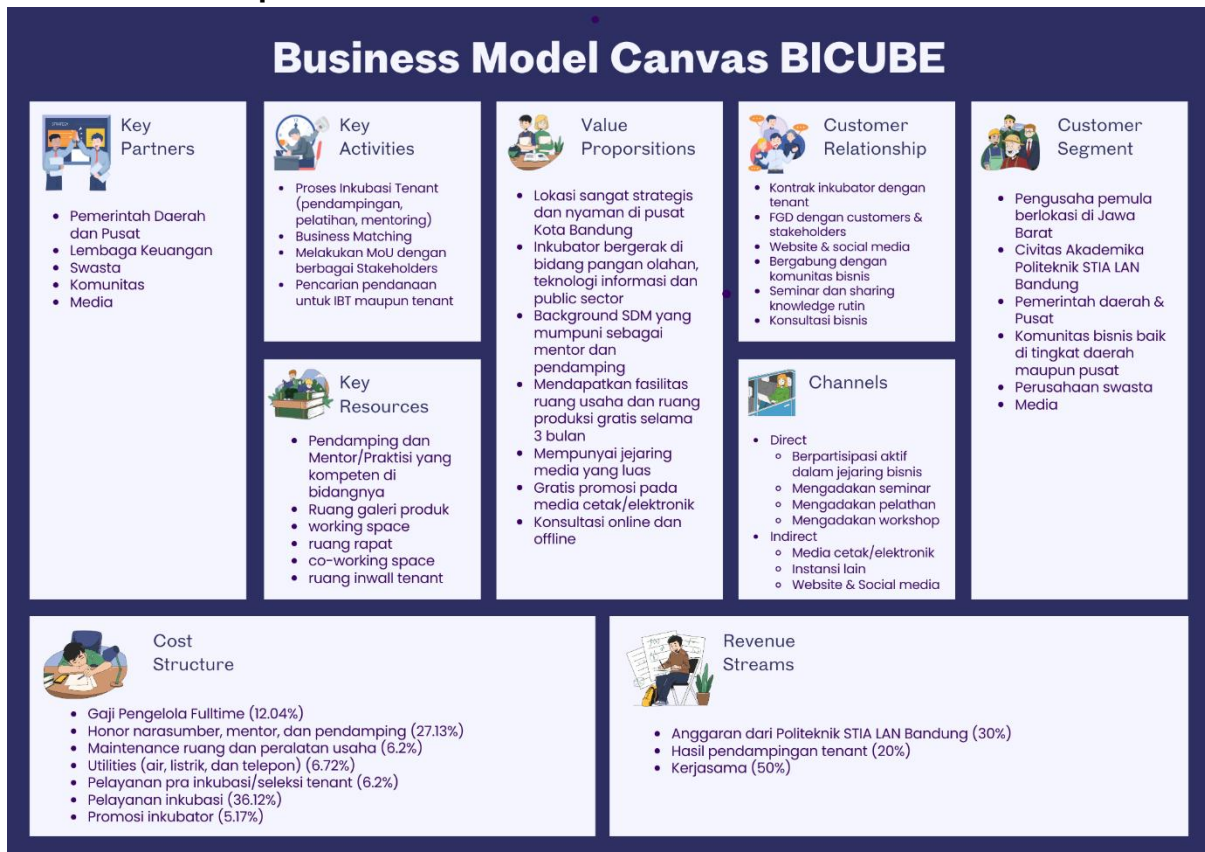 Business Model Canvas BICUBE
Key
Partners
• Pemerintah Daerah
dan Pusat
• Lembaga Keuangan
• Swasta
• Komunitas
• Media
Key
Activities
• Proses Inkubasi Tenant
(pendampingan,
pelatihan, mentoring)
• Business Matching
• Melakukan MoU dengan
berbagai Stakeholders
• Pencarian pendanaan
untuk IBT maupun tenant
Key
Resources
• Pendamping dan
Mentor/Praktisi yang
kompeten di
bidangnya
• Ruang galeri produk
• working space
• ruang rapat
• co-working space
• ruang inwall tenant
Value
Proporsitions
• Lokasi sangat strategis
dan nyaman di pusat
Kota Bandung
• Inkubator bergerak di
bidang pangan olahan,
teknologi informasi dan
public sector
• Background SDM yang
mumpuni sebagai
mentor dan
pendamping
• Mendapatkan fasilitas
ruang usaha dan ruang
produksi gratis selama
3 bulan
• Mempunyai jejaring
media yang luas
• Gratis promosi pada
media cetak/elektronik
• Konsultasi online dan
offline
Customer
Relationship
• Kontrak inkubator dengan
tenant
• FGD dengan customers &
stakeholders
• Website & social media
• Bergabung dengan
komunitas bisnis
• Seminar dan sharing
knowledge rutin
• Konsultasi bisnis
Channels
• Direct
◦ Berpartisipasi aktif
dalam jejaring bisnis
◦ Mengadakan seminar
◦ Mengadakan pelathan
◦ Mengadakan workshop
• Indirect
◦ Media cetak/elektronik
◦ Instansi lain
◦ Website & Social media
Customer
Segment
• Pengusaha pemula
berlokasi di Jawa
Barat
• Civitas Akademika
Politeknik STIA LAN
Bandung
• Pemerintah daerah &
Pusat
• Komunitas bisnis baik
di tingkat daerah
maupun pusat
• Perusahaan swasta
• Media
Cost
Structure
• Gaji Pengelola Fulltime (12.04%)
• Honor narasumber, mentor, dan pendamping (27.13%)
• Maintenance ruang dan peralatan usaha (6.2%)
• Utilities (air, listrik, dan telepon) (6.72%)
• Pelayanan pra inkubasi/seleksi tenant (6.2%)
• Pelayanan inkubasi (36.12%)
• Promosi inkubator (5.17%)
Revenue
Streams
• Anggaran dari Politeknik STIA LAN Bandung (30%)
• Hasil pendampingan tenant (20%)
• Kerjasama (50%)